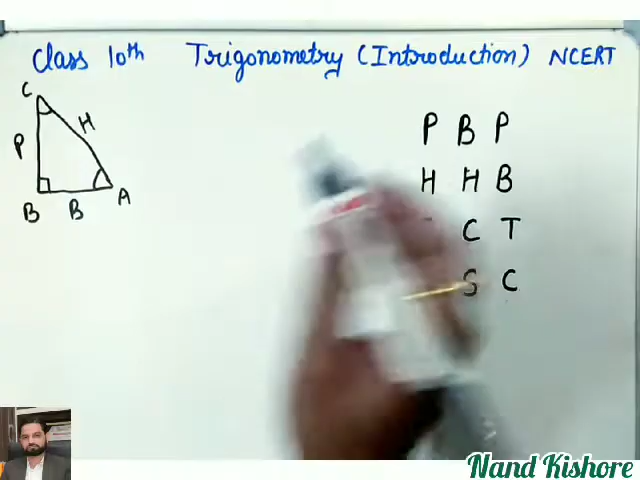 Class 10th Trigonometry (Introduction) NCERT
C
H
P
B B A
P B P
H H B
C T
S C
Nand Kishore